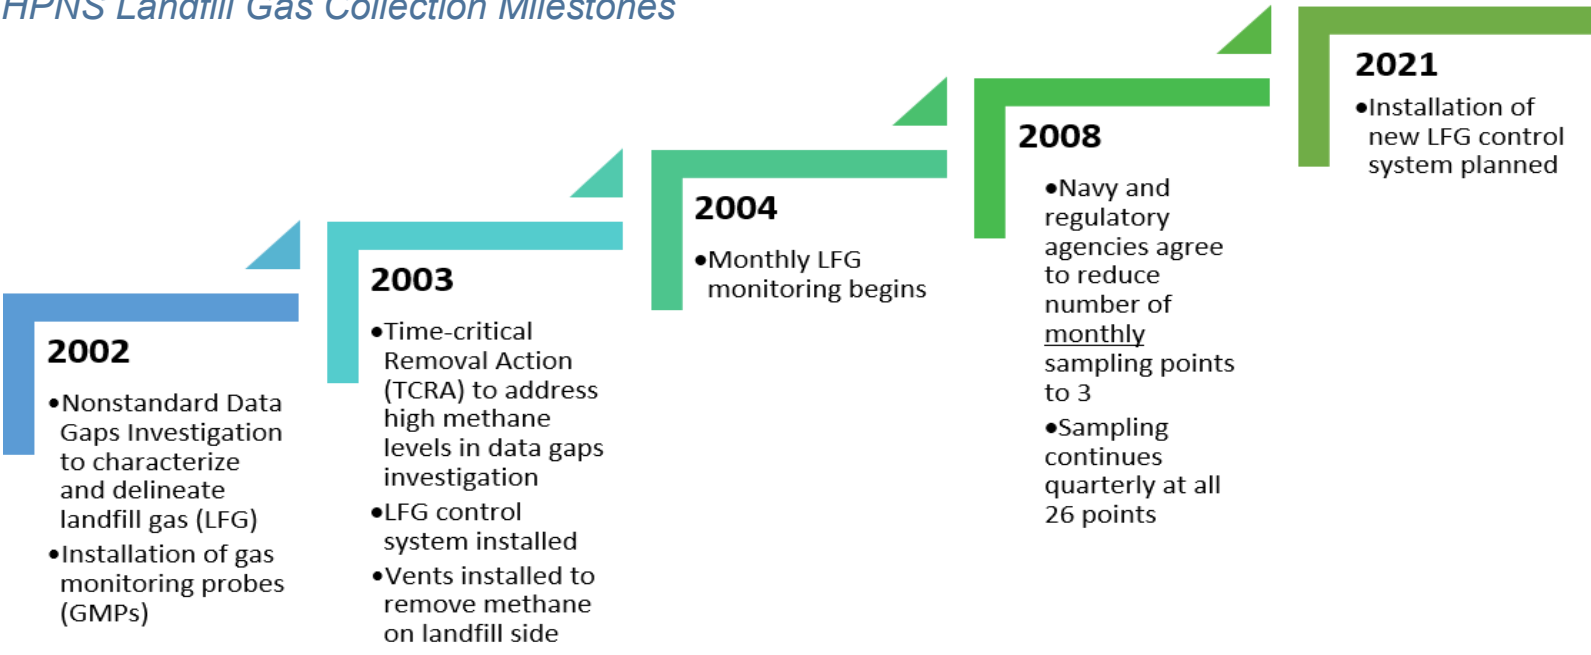 HPNS Landfill Gas Collection Milestones
2002
•Nonstandard Data
Gaps Investigation
to characterize
and delineate
landfill gas (LFG)
•Installation of gas
monitoring probes
(GMPs)
2003
•Time-critical
Removal Action
(TCRA) to address
high methane
levels in data gaps
investigation
•LFG control
system installed
•Vents installed to
remove methane
on landfill side
2004
•Monthly LFG
monitoring begins
2008
•Navy and
regulatory
agencies agree
to reduce
number of
monthly
sampling points
to 3
•Sampling
continues
quarterly at all
26 points
2021
•Installation of
new LFG control
system planned